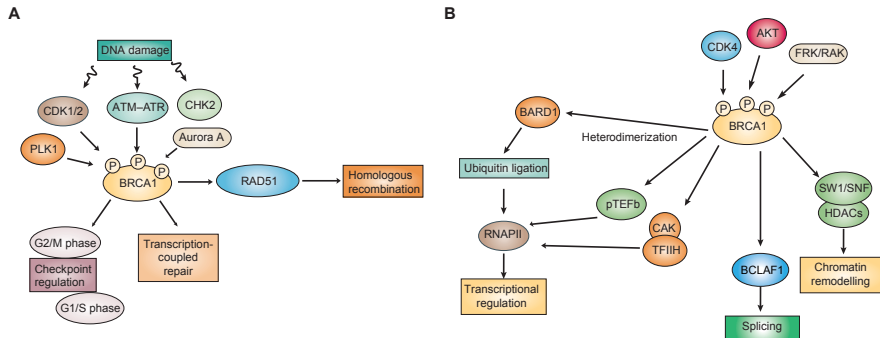 A
DNA damage
CDK1/2
ATM–ATR
CHK2
PLK1
Aurora A
P
P
P
BRCA1
RAD51
Homologous
recombination
G2/M phase
Checkpoint
regulation
G1/S phase
Transcription-
coupled
repair
B
CDK4
AKT
FRK/RAK
P
P
P
BRCA1
BARD1
Heterodimerization
Ubiquitin ligation
pTEFb
RNAPII
CAK
TFIIH
SW1/SNF
HDACs
Transcriptional
regulation
BCLAF1
Chromatin
remodelling
Splicing